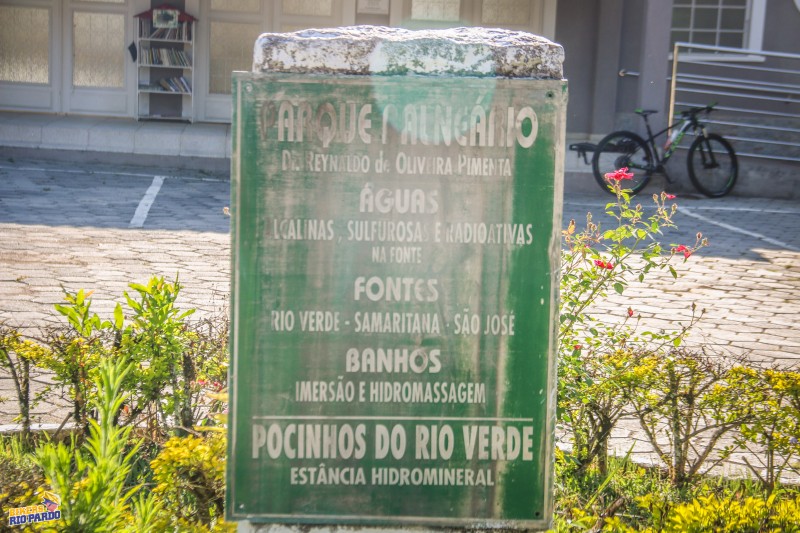 PARQUE BALNEÁRIO
DR. REYNALDO de OLIVEIRA PIMENTA
ÁGUAS
ALCALINAS, SULFUROSAS E RADIOATIVAS
NA FONTE
FONTES
RIO VERDE - SAMARITANA - SÃO JOSÉ
BANHOS
IMERSÃO E HIDROMASSAGEM
POCINHOS DO RIO VERDE
ESTÂNCIA HIDROMINERAL
BIKERS
RIO PARDO